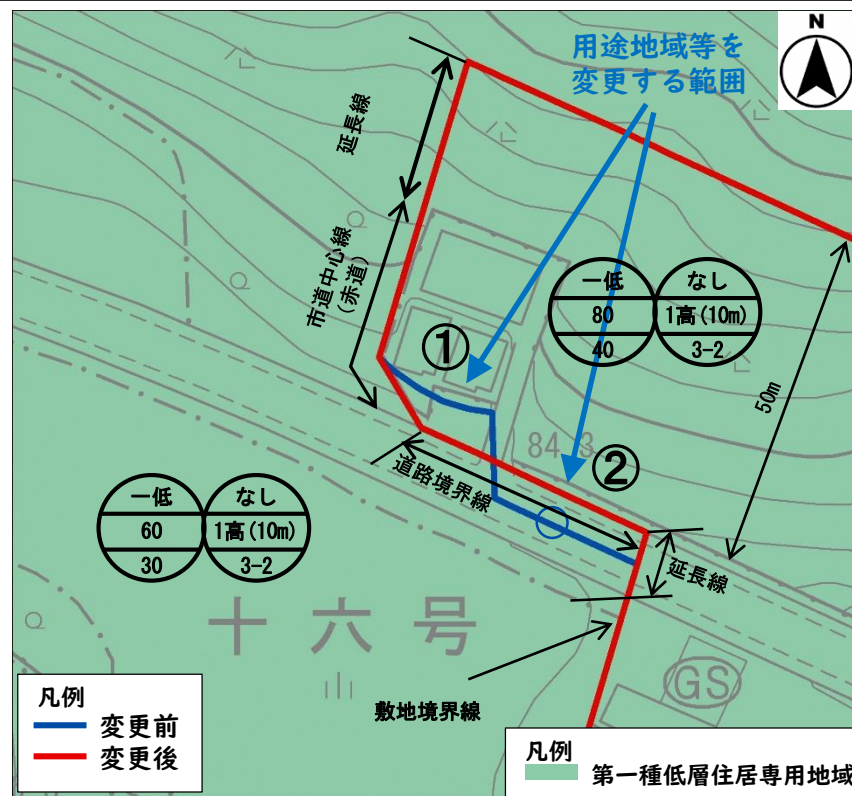 N
用途地域等を
変更する範囲
延長線
市道中心線
(赤道)
①
一低
80
40
なし
1高(10m)
3-2
50m
84.3
②
道路境界線
延長線
一低
60
30
なし
1高(10m)
3-2
十六号
敷地境界線
GS
凡例
変更前
変更後
凡例
第一種低層住居専用地域